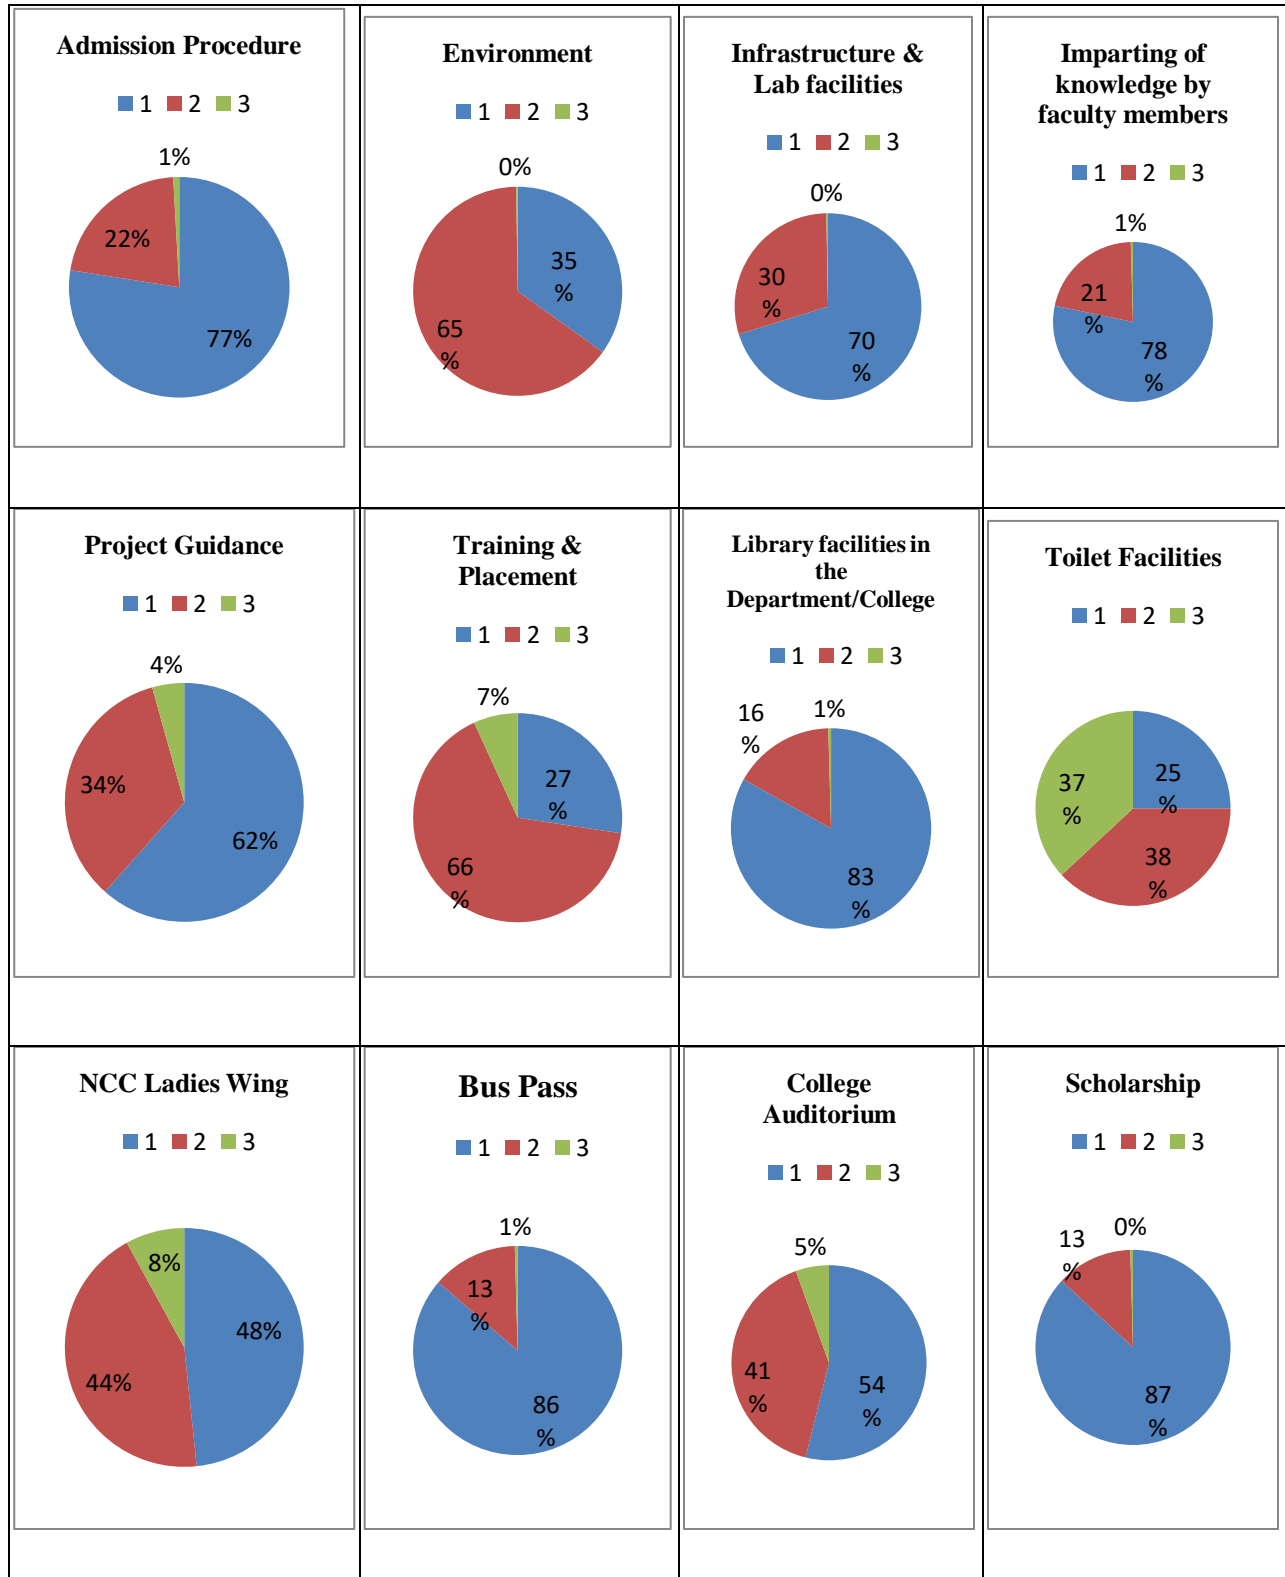 Admission Procedure
1 2 3
1%
22%
77%
Environment
1 2 3
0%
35
%
65
%
Infrastructure &
Lab facilities
1 2 3
0%
30
%
70
%
Imparting of
knowledge by
faculty members
1 2 3
1%
21
%
78
%
Project Guidance
1 2 3
4%
34%
62%
Training &
Placement
1 2 3
7%
27
%
66
%
Library facilities in
the
Department/College
1 2 3
16
%
1%
83
%
Toilet Facilities
1 2 3
37
%
25
%
38
%
NCC Ladies Wing
1 2 3
8%
48%
44%
Bus Pass
1 2 3
1%
13
%
86
%
College
Auditorium
1 2 3
5%
41
%
54
%
Scholarship
1 2 3
13
%
0%
87
%